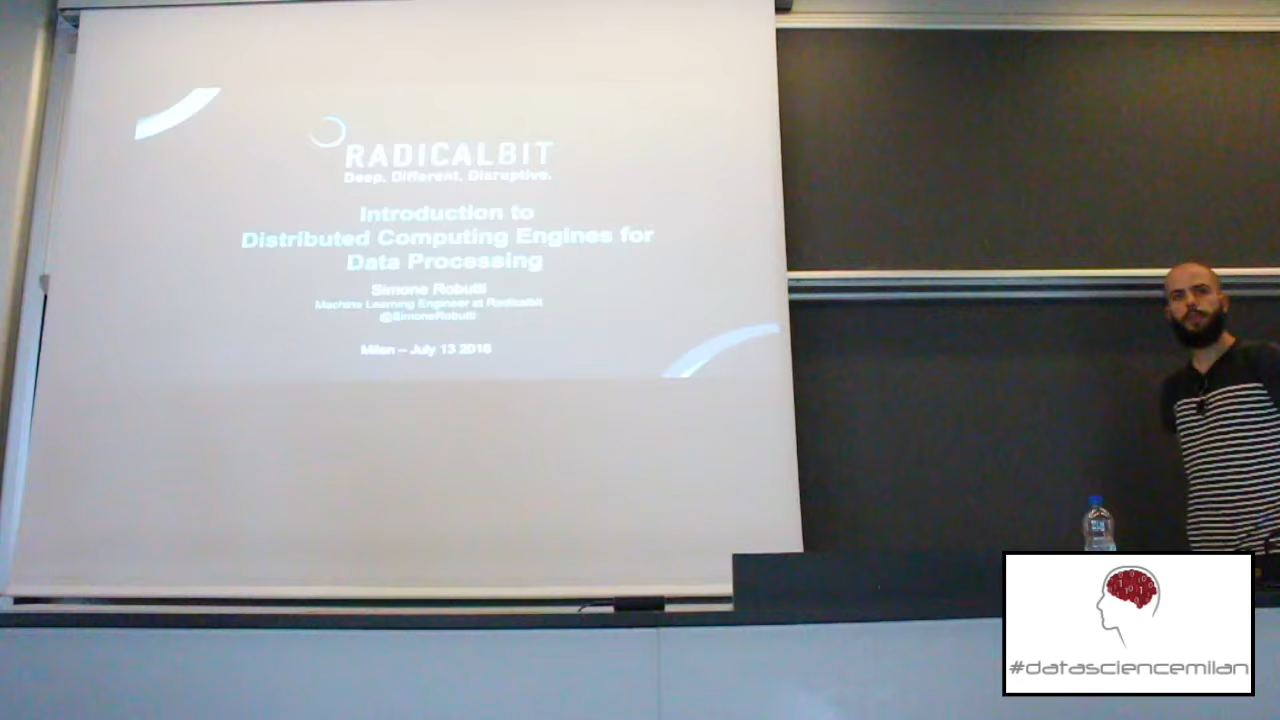 RADICALBIT
Deep. Different. Disruptive.
Introduction to
Distributed Computing Engines for
Data Processing
Simone Robutti
Machine Learning Engineer at Radicalbit
@SimoneRobutti
Milan – July 13 2016
#datasciencemilan